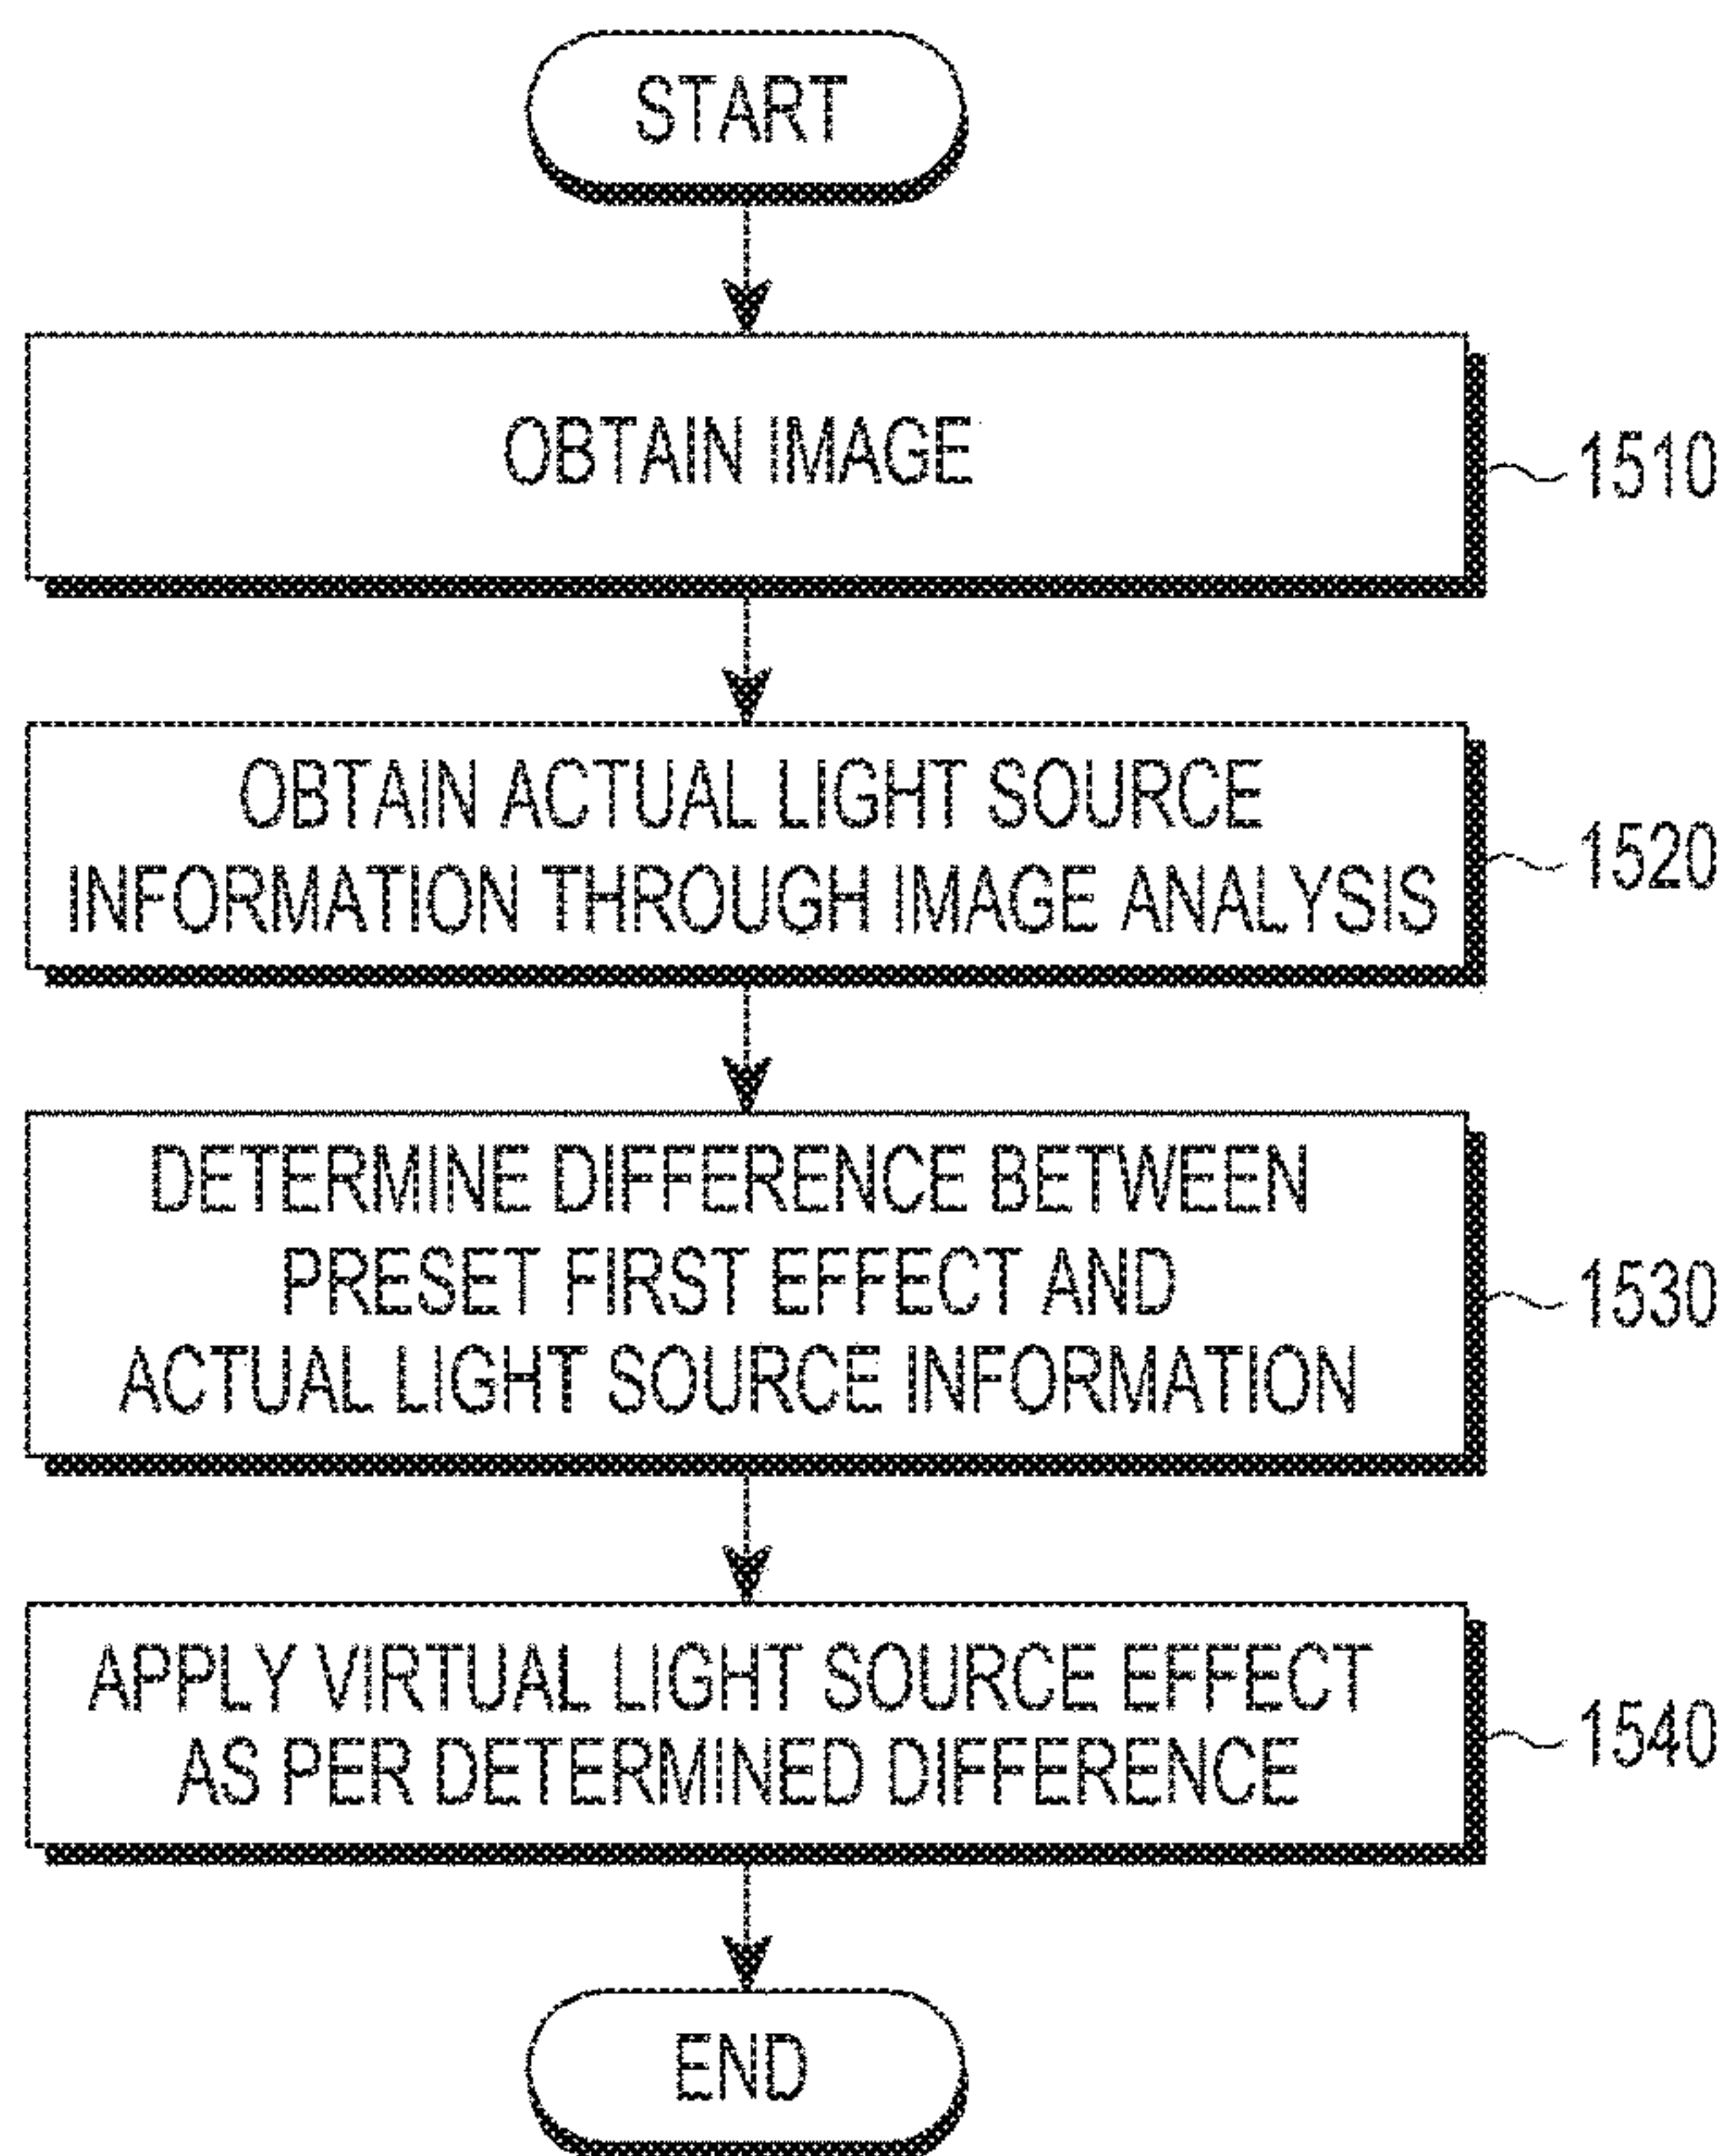 START
OBTAIN IMAGE
1510
OBTAIN ACTUAL LIGHT SOURCE
INFORMATION THROUGH IMAGE ANALYSIS
1520
DETERMINE DIFFERENCE BETWEEN
PRESET FIRST EFFECT AND
ACTUAL LIGHT SOURCE INFORMATION
1530
APPLY VIRTUAL LIGHT SOURCE EFFECT
AS PER DETERMINED DIFFERENCE
1540
END